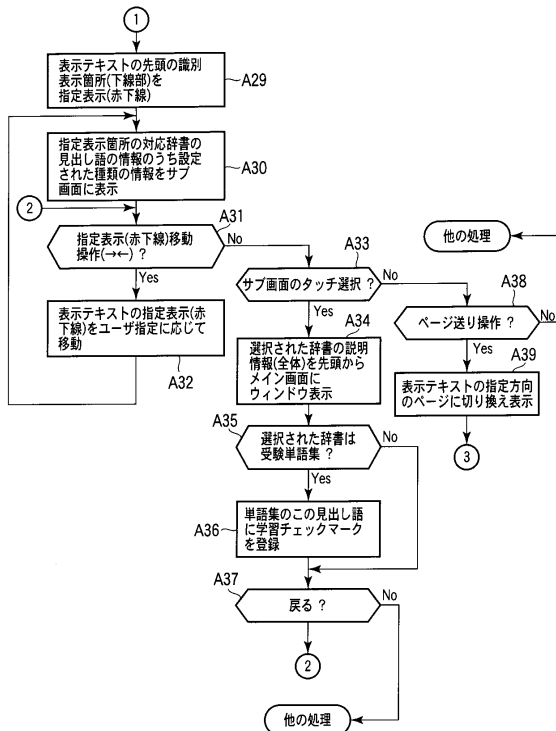 1
表示テキストの先頭の識別
表示箇所(下線部)を
指定表示(赤下線)
A29
指定表示箇所の対応辞書の
見出し語の情報のうち設定
された種類の情報をサブ
画面に表示
A30
2
A31
指定表示(赤下線)移動
操作(→←) ?
No
Yes
表示テキストの指定表示(赤
下線)をユーザ指定に応じて
移動
A32
A33
サブ画面のタッチ選択 ?
No
Yes
A34
選択された辞書の説明
情報(全体)を先頭から
メイン画面に
ウィンドウ表示
A35
選択された辞書は
受験単語集 ?
No
Yes
A36
単語集のこの見出し語
に学習チェックマーク
を登録
A37
戻る ?
No
2
他の処理
他の処理
A38
ページ送り操作 ?
No
Yes
A39
表示テキストの指定方向
のページに切り換え表示
3